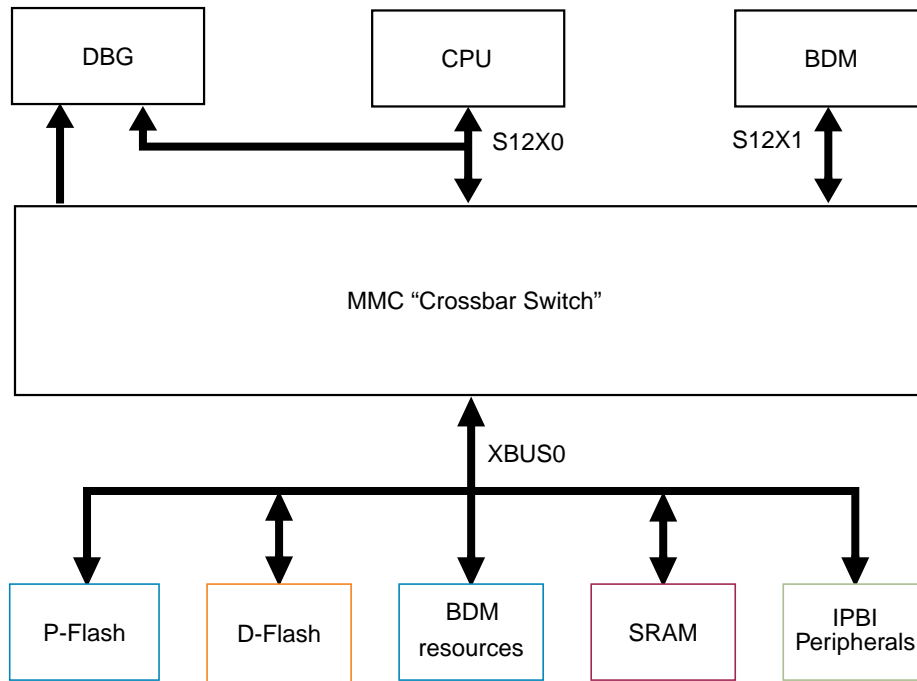 DBG
CPU
BDM
S12X0
S12X1
MMC “Crossbar Switch”
XBUS0
P-Flash
D-Flash
BDM
resources
SRAM
IPBI
Peripherals